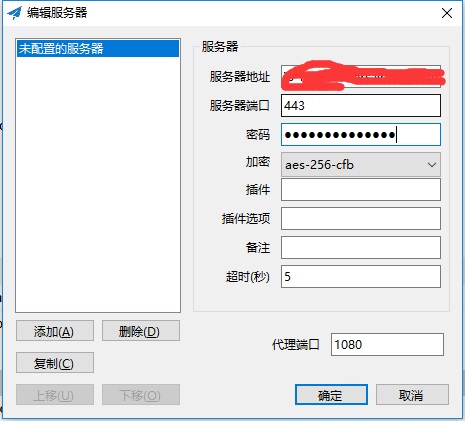 编辑服务器
未配置的服务器
服务器
服务器地址
服务器端口 443
密码 ●●●●●●●●●●●●●●
加密 aes-256-cfb
插件
插件选项
备注
超时(秒) 5
添加(A) 删除(D)
复制(C)
代理端口 1080
上移(U) 下移(O)
确定 取消